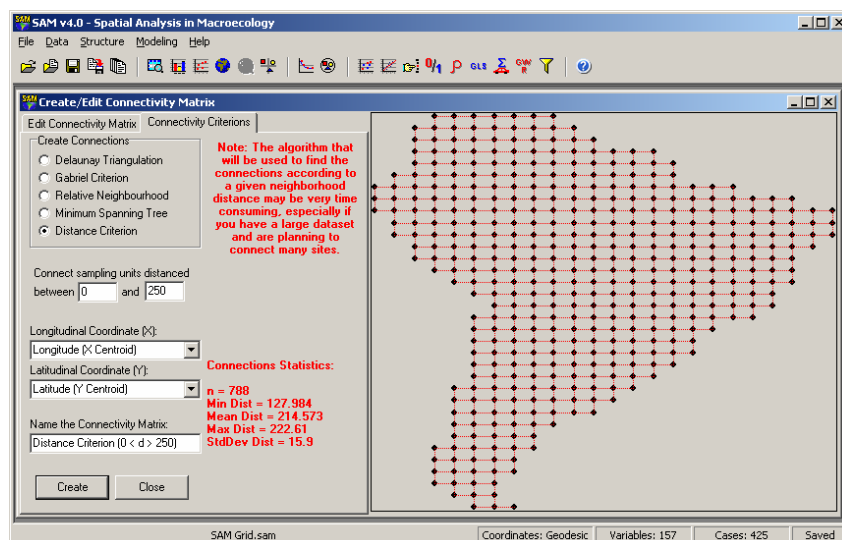 SAM v4.0 - Spatial Analysis in Macroecology
File Data Structure Modeling Help
0/1 ρ GLS Σ GW R
Create/Edit Connectivity Matrix
Edit Connectivity Matrix Connectivity Criterions
Create Connections
Delaunay Triangulation
Gabriel Criterion
Relative Neighbourhood
Minimum Spanning Tree
Distance Criterion
Note: The algorithm that
will be used to find the
connections according to
a given neighborhood
distance may be very time
consuming, especially if
you have a large dataset
and are planning to
connect many sites.
Connect sampling units distanced
between 0 and 250
Longitudinal Coordinate (X):
Longitude (X Centroid)
Latitudinal Coordinate (Y):
Latitude (Y Centroid)
Name the Connectivity Matrix:
Distance Criterion (0 < d > 250)
Connections Statistics:
n = 788
Min Dist = 127.984
Mean Dist = 214.573
Max Dist = 222.61
StdDev Dist = 15.9
Create Close
SAM Grid.sam Coordinates: Geodesic Variables: 157 Cases: 425 Saved